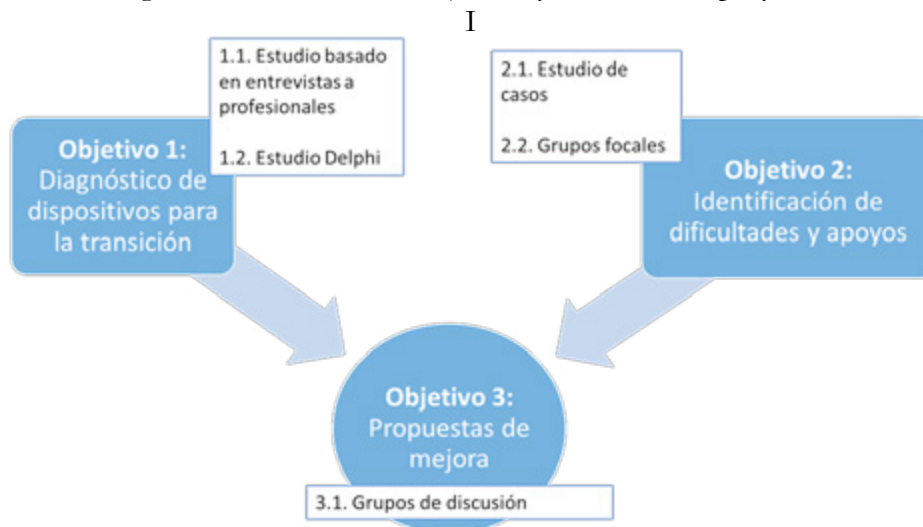 I
1.1. Estudio basado
en entrevistas a
profesionales
1.2. Estudio Delphi
Objetivo 1:
Diagnóstico de
dispositivos para
la transición
2.1. Estudio de
casos
2.2. Grupos focales
Objetivo 2:
Identificación de
dificultades y apoyos
Objetivo 3:
Propuestas de
mejora
3.1. Grupos de discusión